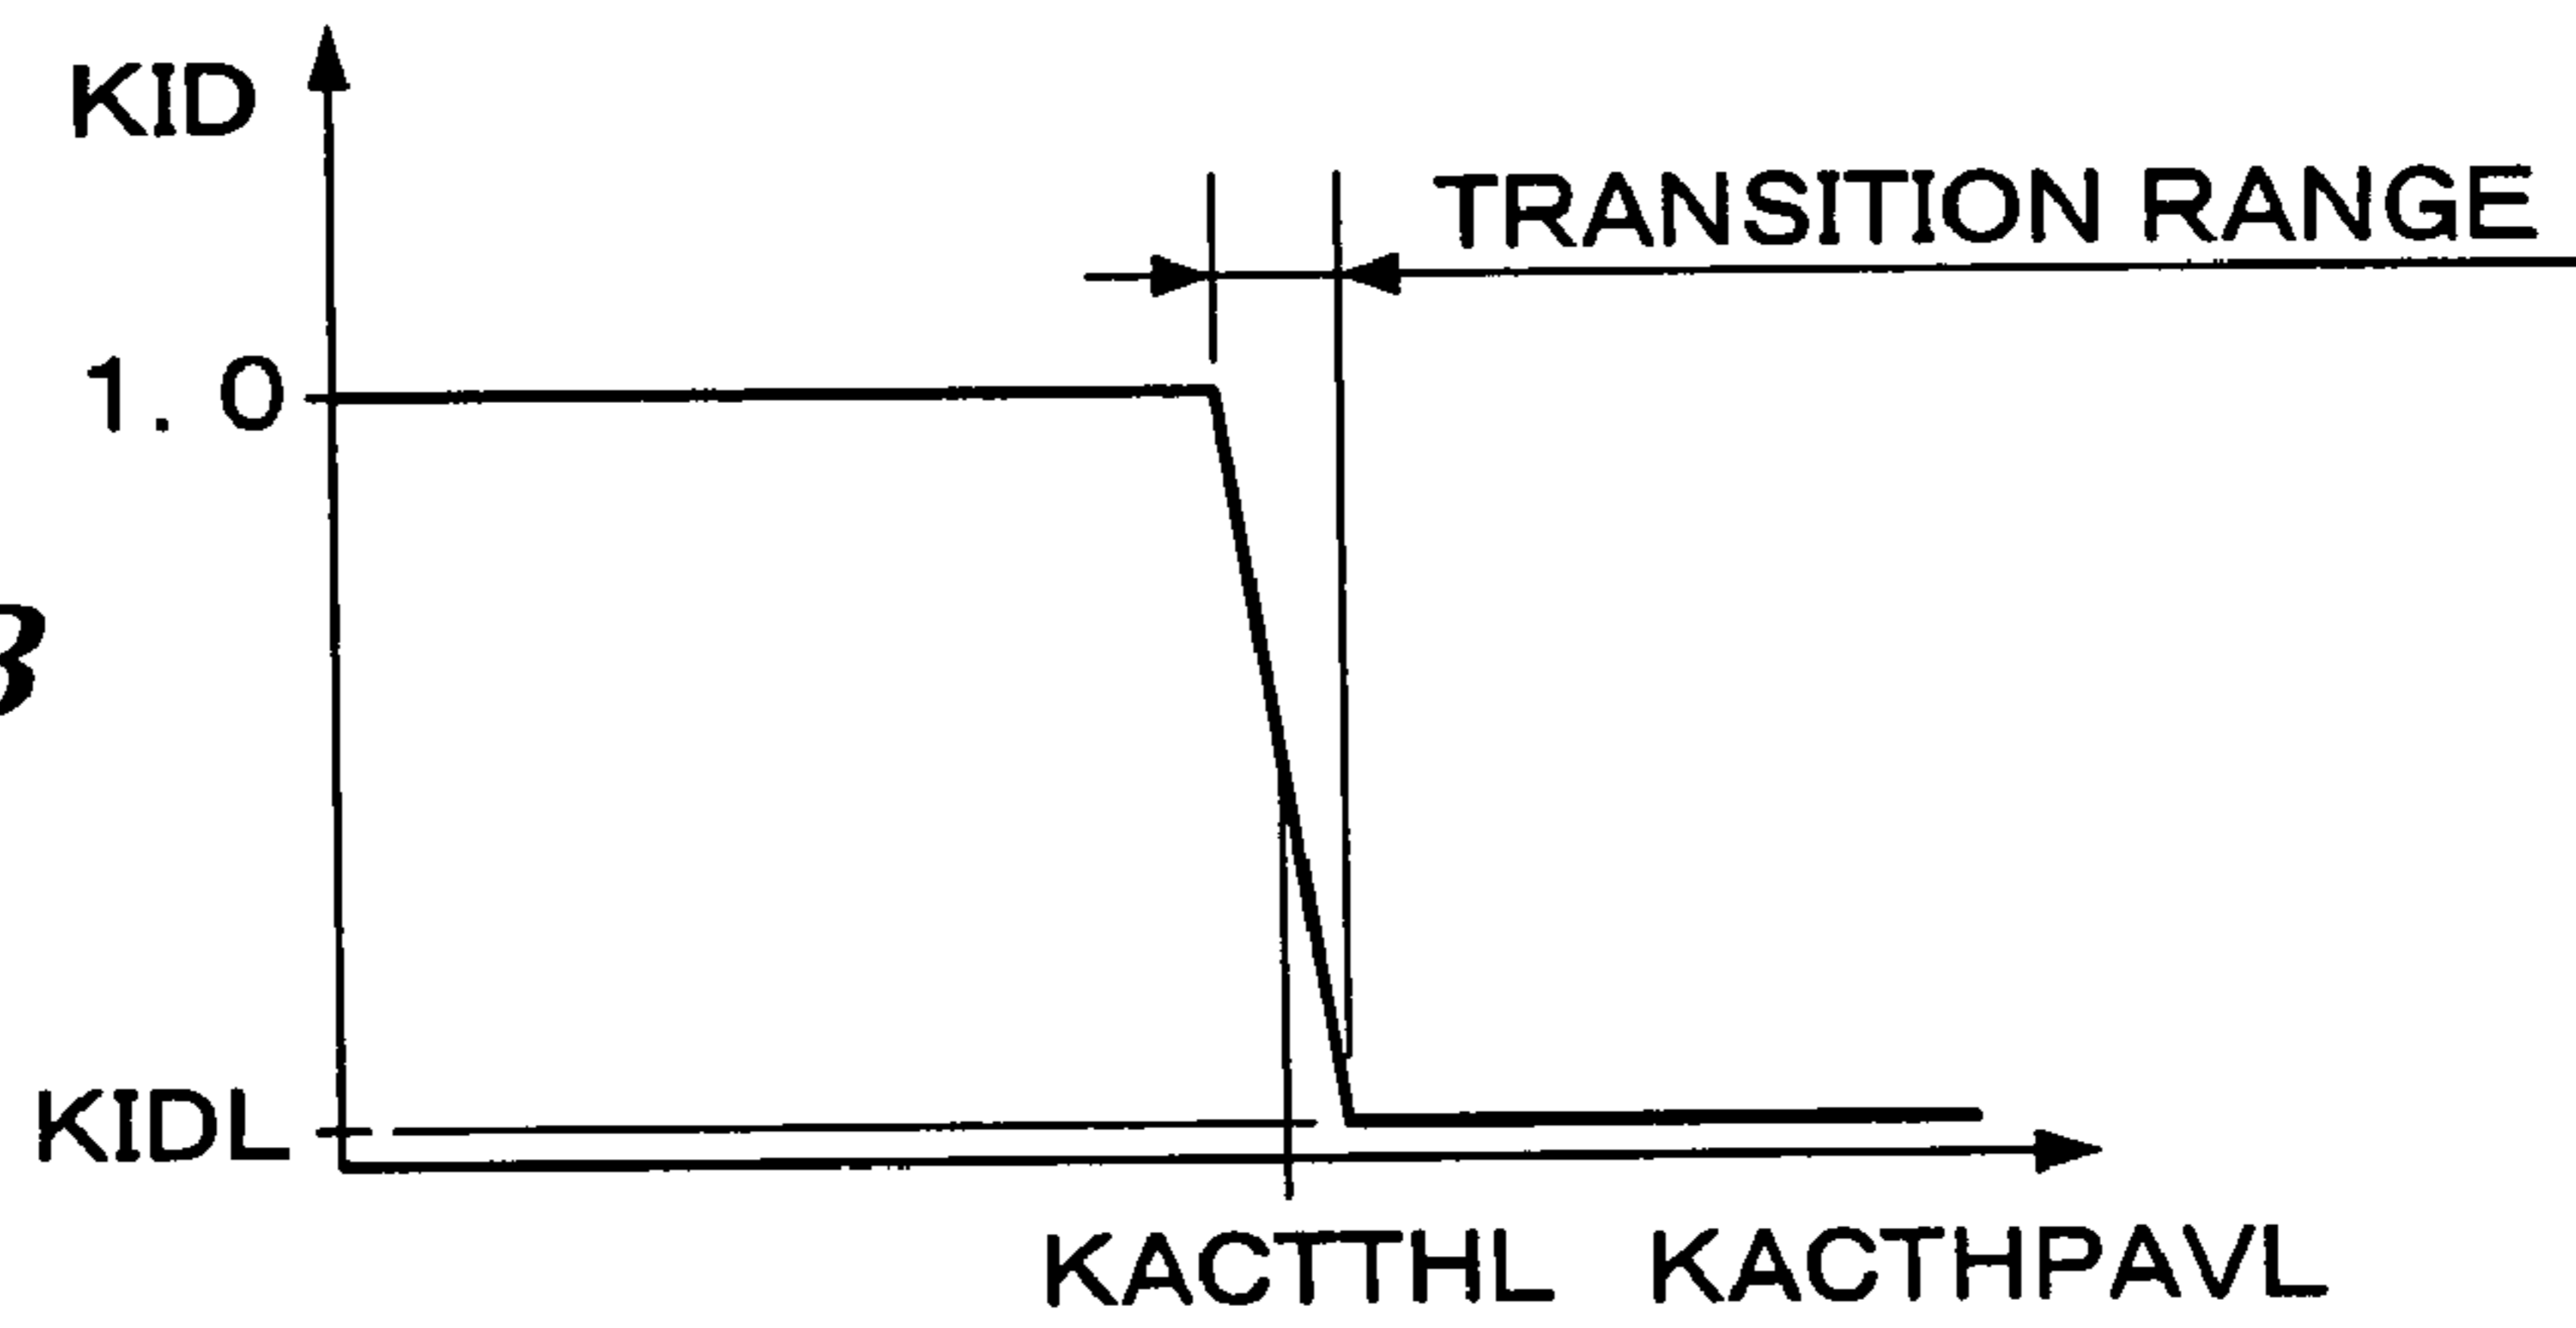 KID
TRANSITION RANGE
1. 0
KIDL
KACTTHL KACTHPAVL